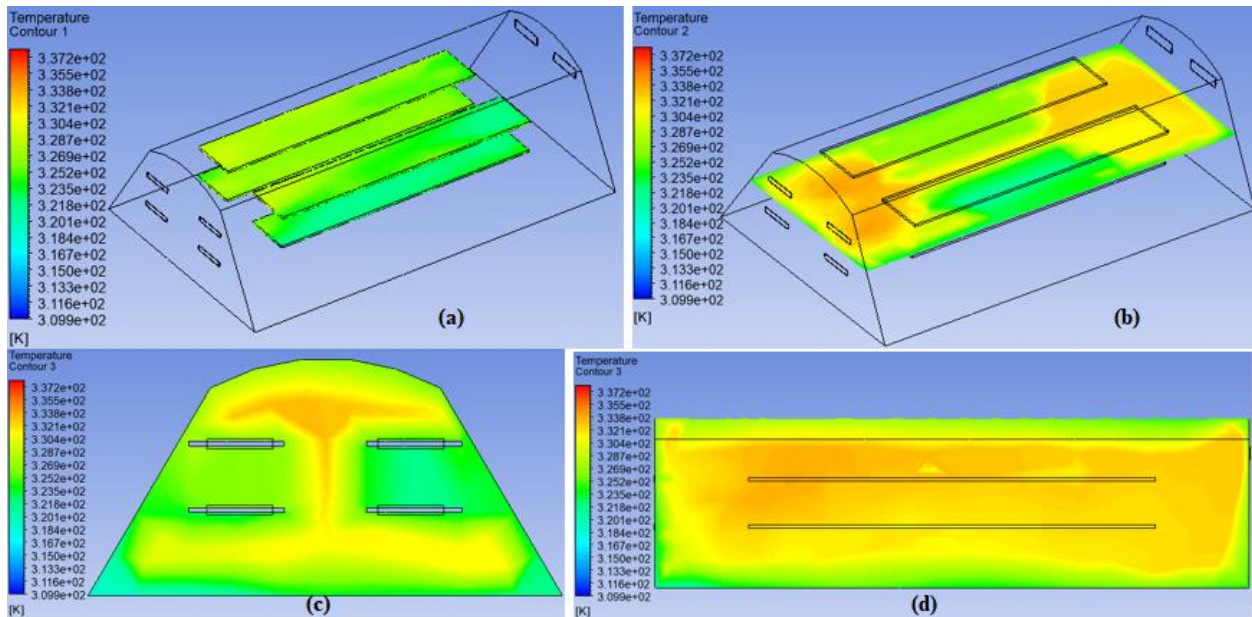 Temperature
Contour 1
3.372e+02
3.355e+02
3.338e+02
3.321e+02
3.304e+02
3.287e+02
3.269e+02
3.252e+02
3.235e+02
3.218e+02
3.201e+02
3.184e+02
3.167e+02
3.150e+02
3.133e+02
3.116e+02
3.099e+02
[K]
(a)
Temperature
Contour 2
3.372e+02
3.355e+02
3.338e+02
3.321e+02
3.304e+02
3.287e+02
3.269e+02
3.252e+02
3.235e+02
3.218e+02
3.201e+02
3.184e+02
3.167e+02
3.150e+02
3.133e+02
3.116e+02
3.099e+02
[K]
(b)
Temperature
Contour 3
3.372e+02
3.355e+02
3.338e+02
3.321e+02
3.304e+02
3.287e+02
3.269e+02
3.252e+02
3.235e+02
3.218e+02
3.201e+02
3.184e+02
3.167e+02
3.150e+02
3.133e+02
3.116e+02
3.099e+02
[K]
(c)
Temperature
Contour 3
3.372e+02
3.355e+02
3.338e+02
3.321e+02
3.304e+02
3.287e+02
3.269e+02
3.252e+02
3.235e+02
3.218e+02
3.201e+02
3.184e+02
3.167e+02
3.150e+02
3.133e+02
3.116e+02
3.099e+02
[K]
(d)